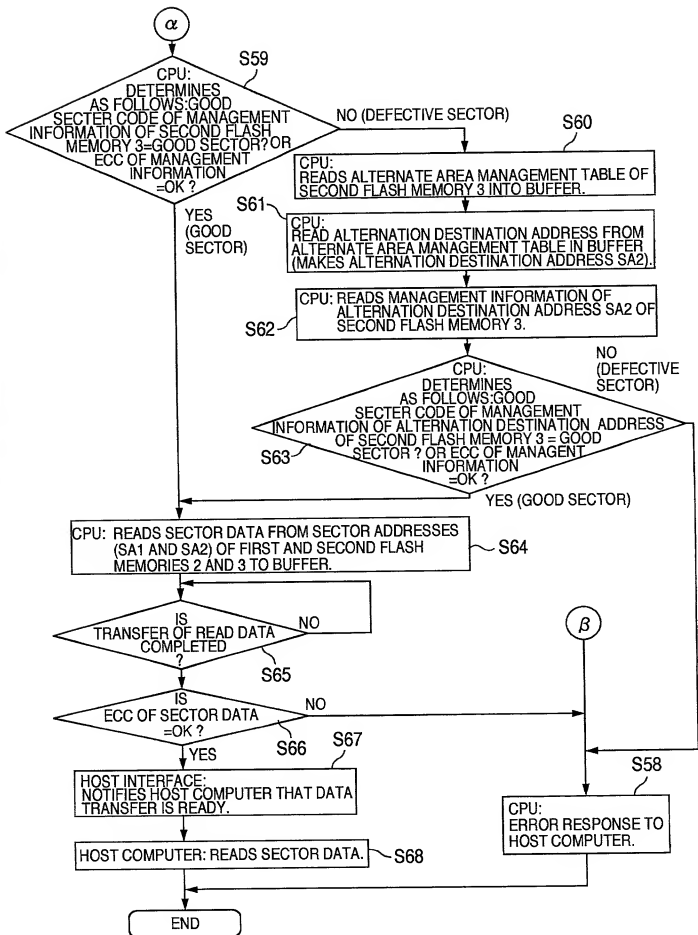 α
S59
CPU:
DETERMINES
AS FOLLOWS:GOOD
SECTER CODE OF MANAGEMENT
INFORMATION OF SECOND FLASH
MEMORY 3=GOOD SECTOR? OR
ECC OF MANAGEMENT
INFORMATION
=OK ?
NO (DEFECTIVE SECTOR)
YES
(GOOD
SECTOR)
S60
CPU:
READS ALTERNATE AREA MANAGEMENT TABLE OF
SECOND FLASH MEMORY 3 INTO BUFFER.
S61
CPU:
READ ALTERNATION DESTINATION ADDRESS FROM
ALTERNATE AREA MANAGEMENT TABLE IN BUFFER
(MAKES ALTERNATION DESTINATION ADDRESS SA2).
S62
CPU: READS MANAGEMENT INFORMATION OF
ALTERNATION DESTINATION ADDRESS SA2 OF
SECOND FLASH MEMORY 3.
NO
(DEFECTIVE
SECTOR)
CPU:
DETERMINES
AS FOLLOWS:GOOD
SECTER CODE OF MANAGEMENT
INFORMATION OF ALTERNATION DESTINATION ADDRESS
OF SECOND FLASH MEMORY 3 = GOOD
SECTOR ? OR ECC OF MANAGENT
INFORMATION
=OK ?
S63
YES (GOOD SECTOR)
CPU: READS SECTOR DATA FROM SECTOR ADDRESSES
(SA1 AND SA2) OF FIRST AND SECOND FLASH
MEMORIES 2 AND 3 TO BUFFER.
S64
IS
TRANSFER OF READ DATA
COMPLETED
?
NO
S65
β
IS
ECC OF SECTOR DATA
=OK ?
NO
S66
YES
S67
HOST INTERFACE:
NOTIFIES HOST COMPUTER THAT DATA
TRANSFER IS READY.
S58
CPU:
ERROR RESPONSE TO
HOST COMPUTER.
HOST COMPUTER: READS SECTOR DATA.
S68
END